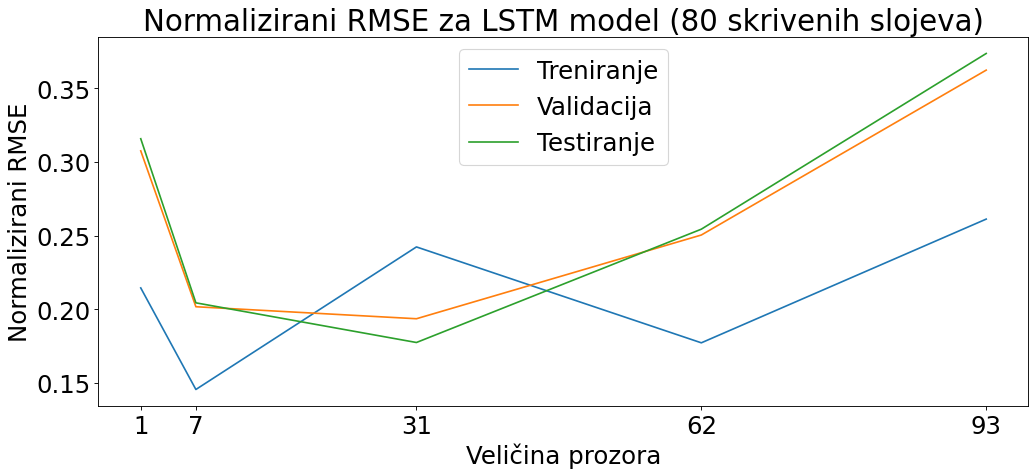 Normalizirani RMSE za LSTM model (80 skrivenih slojeva)
Treniranje
Validacija
Testiranje
Normalizirani RMSE
0.35
0.30
0.25
0.20
0.15
1 7 31 62 93
Veličina prozora